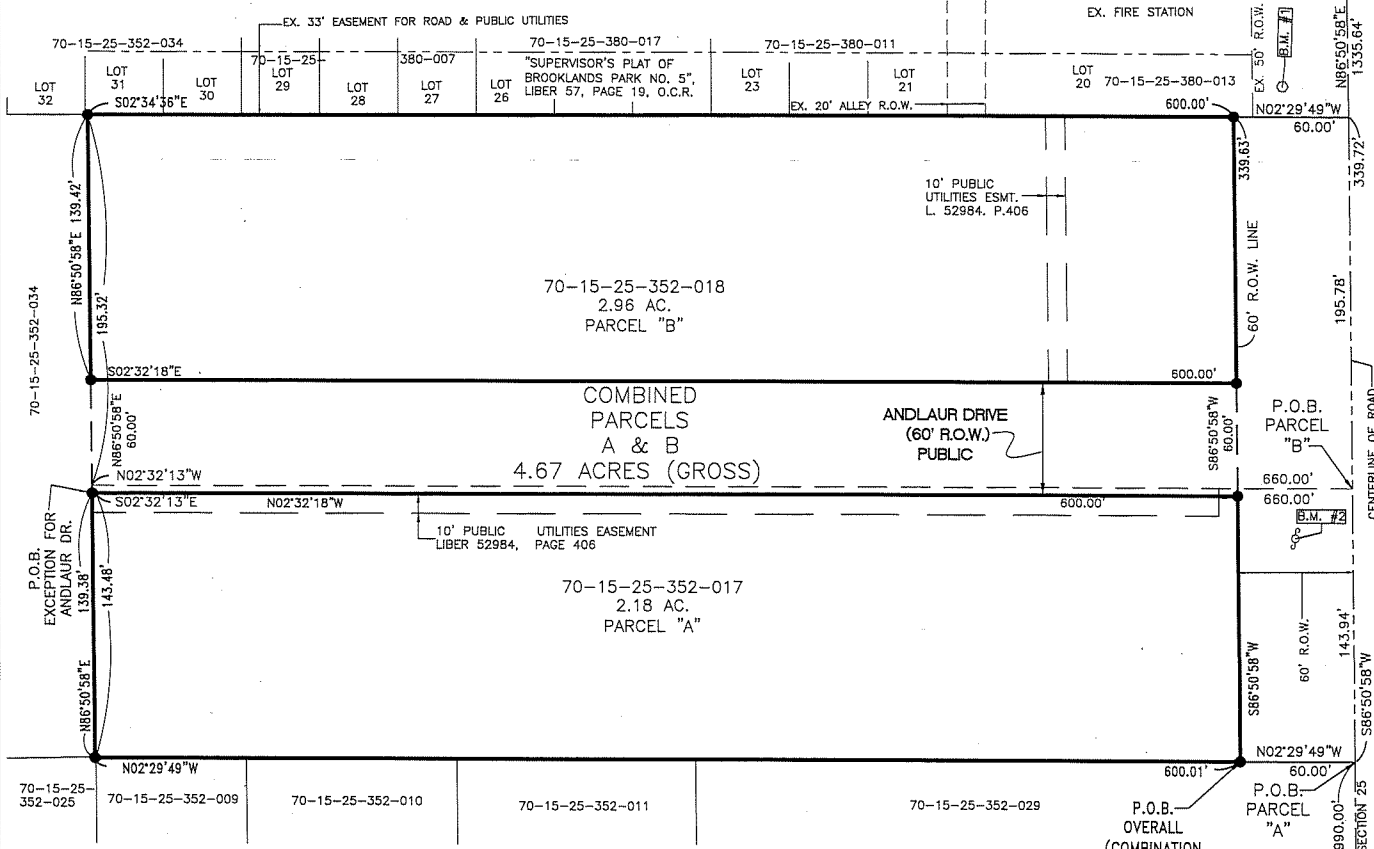 EX. 33' EASEMENT FOR ROAD & PUBLIC UTILITIES
EX. FIRE STATION
EX. 50' R.O.W.
B.M. #1
N86°50'58"E
1335.64'
70-15-25-352-034
70-15-25-
380-007
70-15-25-380-017
70-15-25-380-011
"SUPERVISOR'S PLAT OF
BROOKLANDS PARK NO. 5",
LIBER 57, PAGE 19, O.C.R.
LOT
32
LOT
31
LOT
30
LOT
29
LOT
28
LOT
27
LOT
26
LOT
23
LOT
21
LOT
20
70-15-25-380-013
EX. 20' ALLEY R.O.W.
S02°34'36"E
600.00'
N02°29'49"W
60.00'
339.63'
339.72'
N86°50'58"E 139.42'
195.32'
10' PUBLIC
UTILITIES ESMT.
L. 52984. P.406
60' R.O.W. LINE
195.78'
70-15-25-352-034
70-15-25-352-018
2.96 AC.
PARCEL "B"
S02°32'18"E
600.00'
N86°50'58"E
60.00'
COMBINED
PARCELS
A & B
4.67 ACRES (GROSS)
ANDLAUR DRIVE
(60' R.O.W.)
PUBLIC
S86°50'58"W
60.00'
P.O.B.
PARCEL
"B"
CENTERLINE OF ROAD
N02°32'13"W
660.00'
S02°32'13"E
N02°32'18"W
600.00'
660.00'
B.M. #2
P.O.B.
EXCEPTION FOR
ANDLAUR DR.
139.38'
143.48'
10' PUBLIC UTILITIES EASEMENT
LIBER 52984, PAGE 406
70-15-25-352-017
2.18 AC.
PARCEL "A"
60' R.O.W.
143.94'
N86°50'58"E
S86°50'58"W
S86°50'58"W
N02°29'49"W
600.01'
N02°29'49"W
60.00'
70-15-25-
352-025
70-15-25-352-009
70-15-25-352-010
70-15-25-352-011
70-15-25-352-029
P.O.B.
OVERALL
(COMBINATION
P.O.B.
PARCEL
"A"
990.00'
SECTION 25